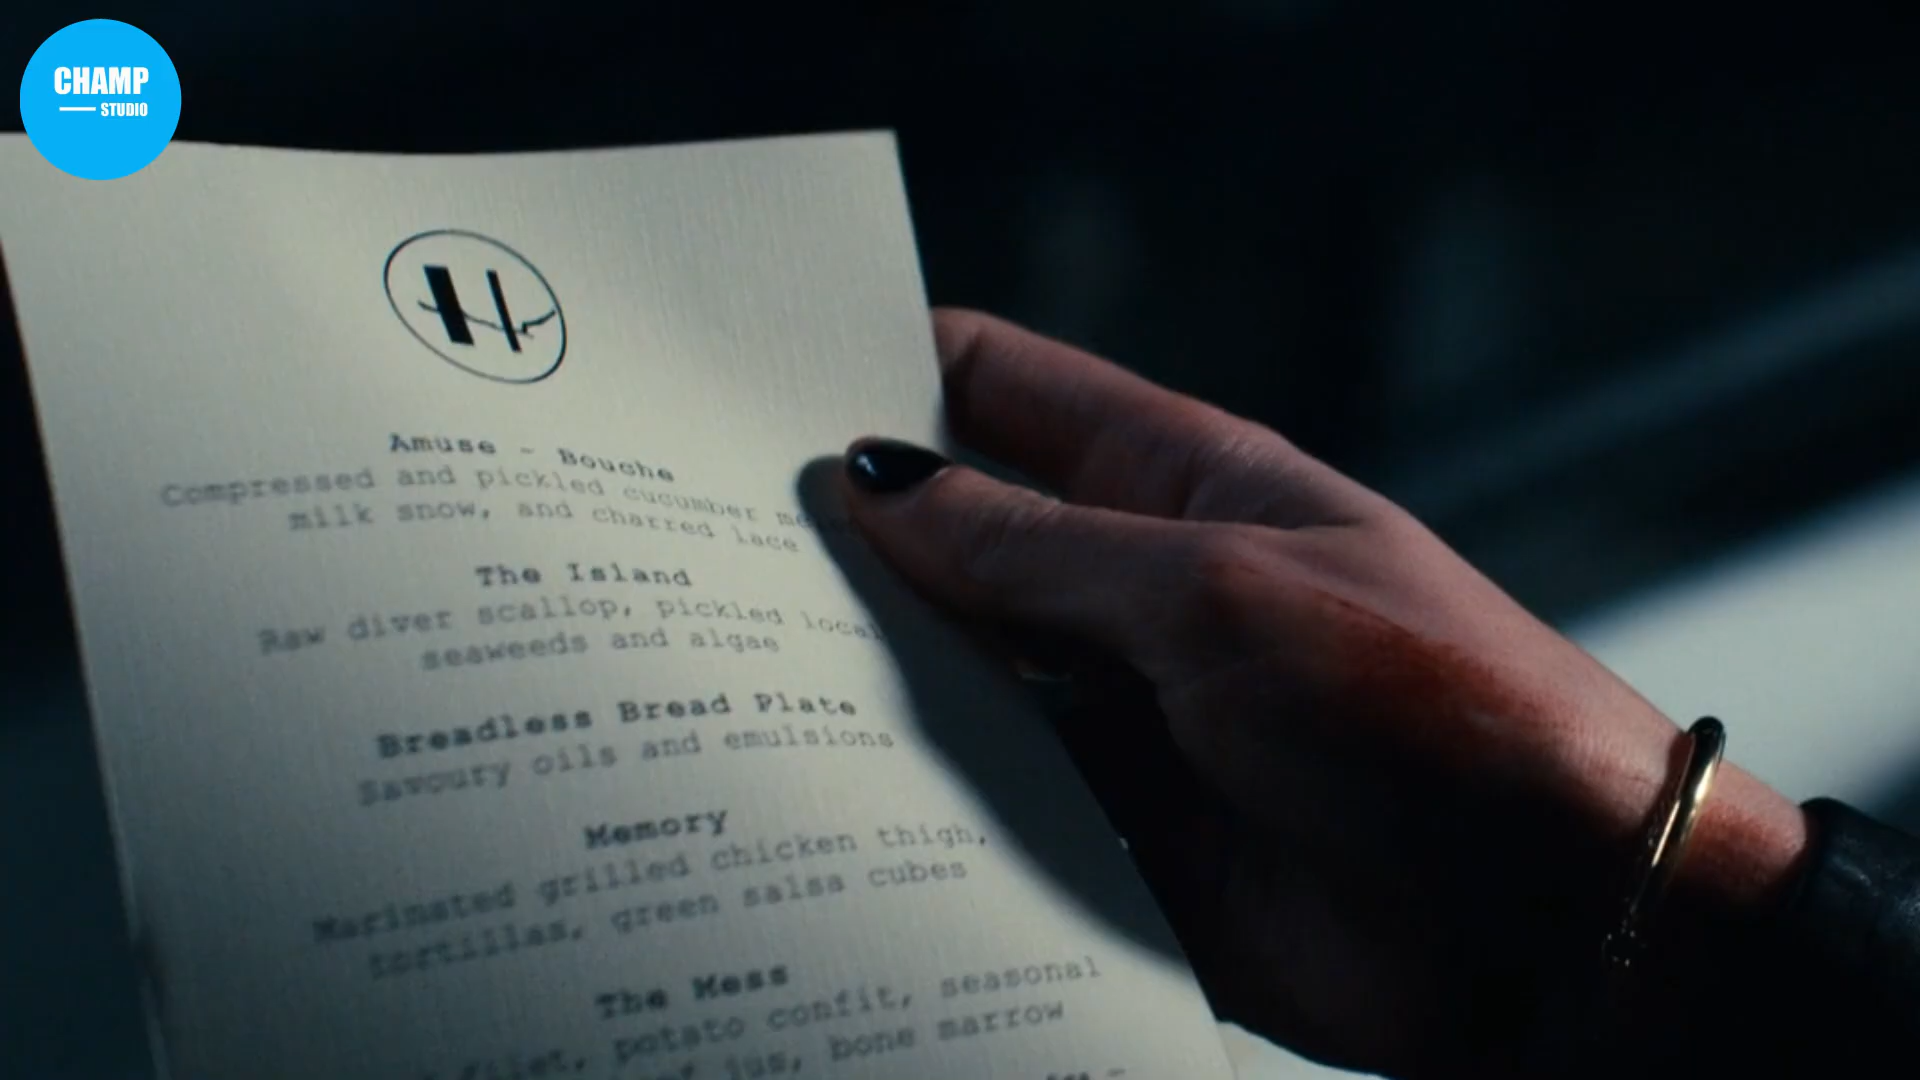 CHAMP
STUDIO
H
Amuse - Bouche
Compressed and pickled cucumber
milk snow, and charred lace
The Island
Raw diver scallop, pickled local
seaweeds and algae
Breadless Bread Plate
Savoury oils and emulsions
Memory
Marinated grilled chicken thigh,
tortillas, green salsa cubes
The Mess
filet, potato confit, seasonal
jus, bone marrow